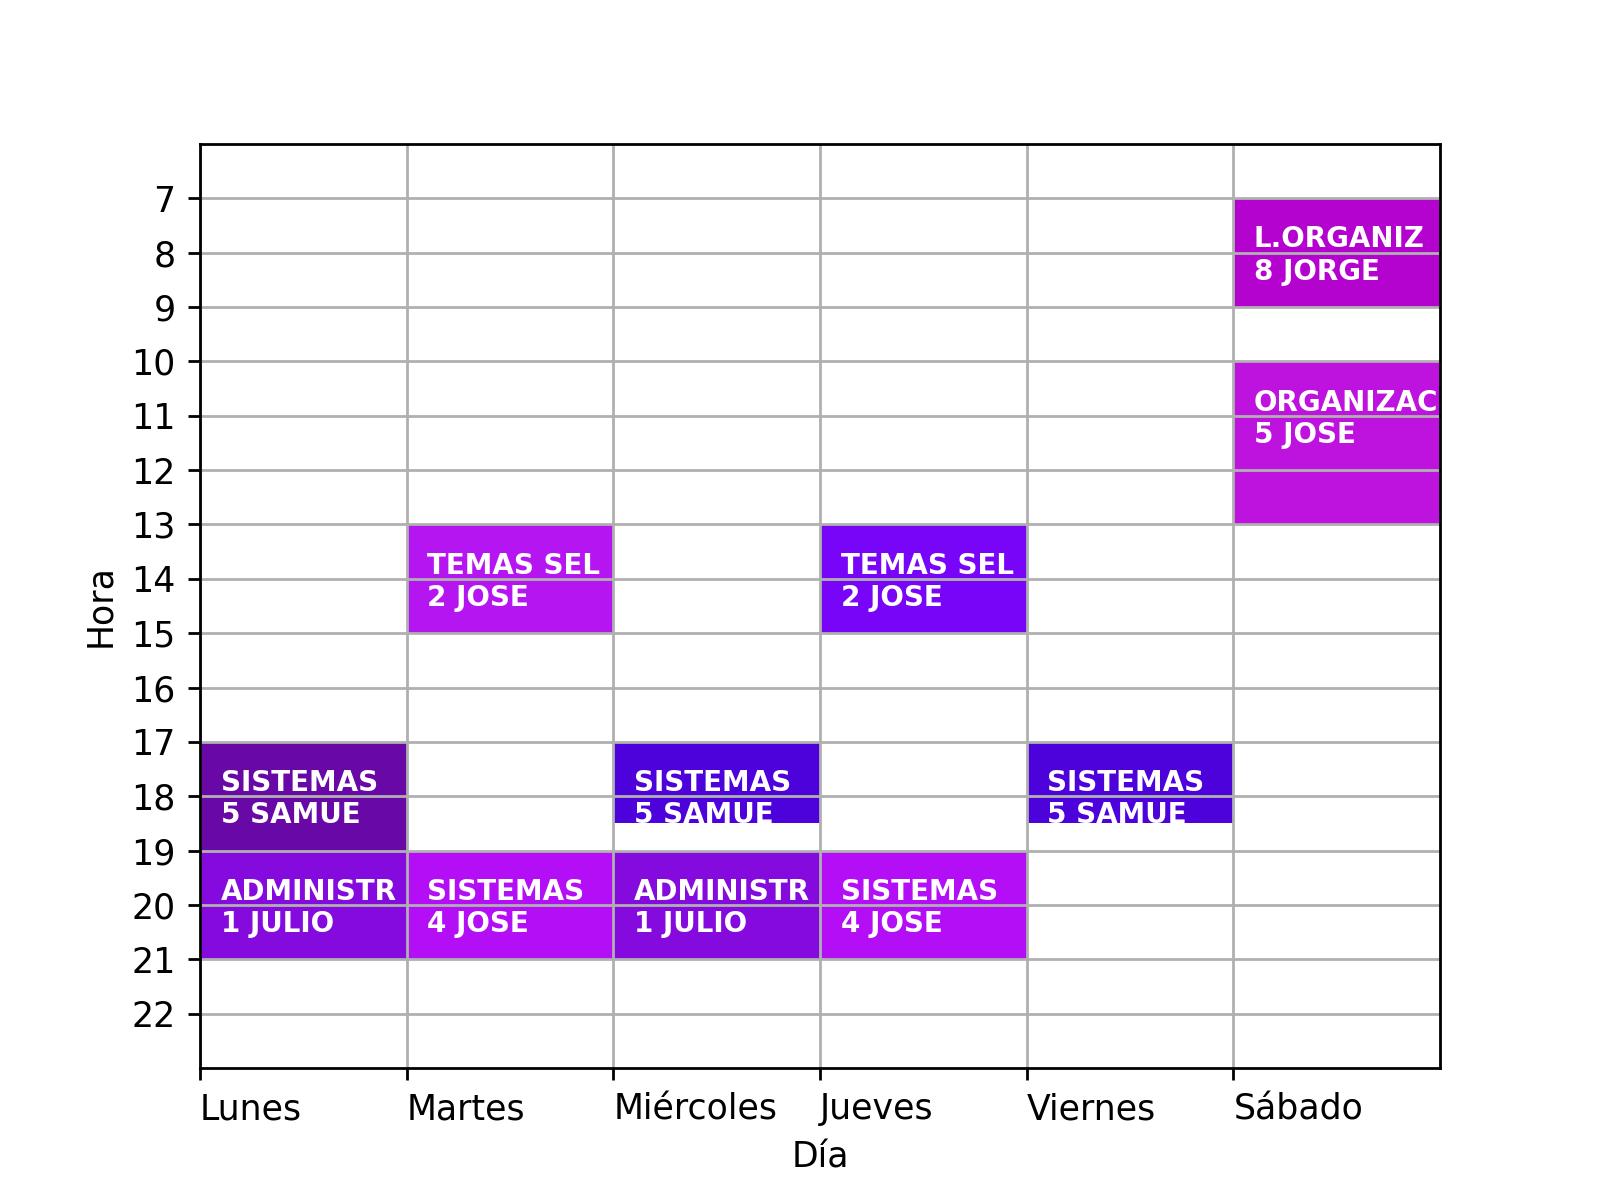 7
8
9
10
11
12
13
14
15
16
17
18
19
20
21
22
Hora
L.ORGANIZ
8 JORGE
ORGANIZAC
5 JOSE
TEMAS SEL
2 JOSE
TEMAS SEL
2 JOSE
SISTEMAS
5 SAMUE
SISTEMAS
5 SAMUE
SISTEMAS
5 SAMUE
ADMINISTR
1 JULIO
SISTEMAS
4 JOSE
ADMINISTR
1 JULIO
SISTEMAS
4 JOSE
Lunes
Martes
Miércoles
Jueves
Viernes
Sábado
Día